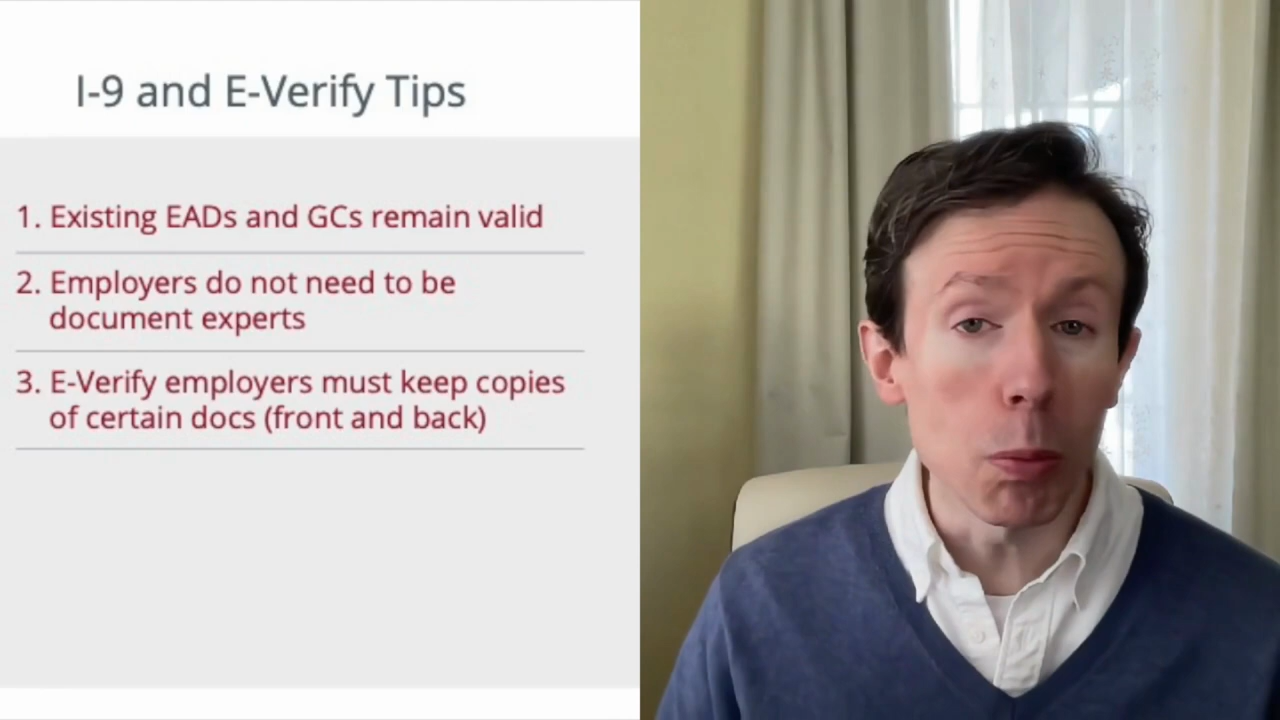 I-9 and E-Verify Tips
1. Existing EADs and GCs remain valid
2. Employers do not need to be
document experts
3. E-Verify employers must keep copies
of certain docs (front and back)